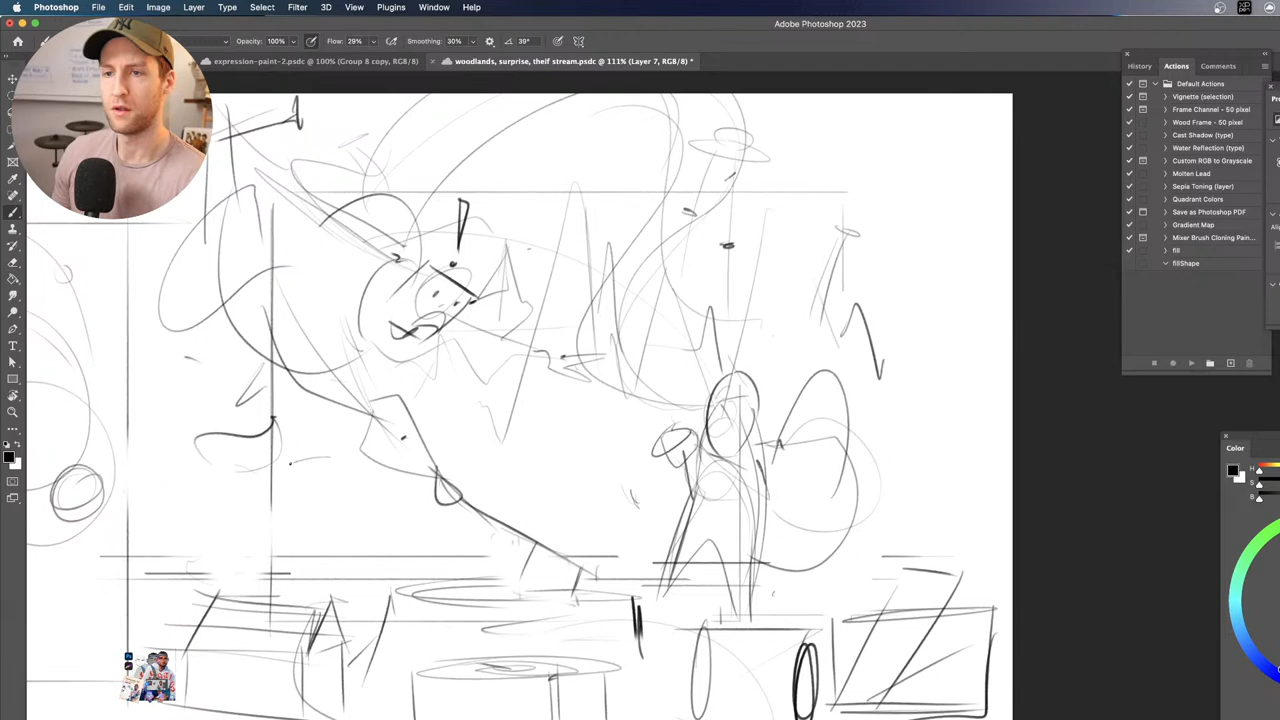 Photoshop File Edit Image Layer Type Select Filter 3D View Plugins Window Help
Adobe Photoshop 2023
Opacity: 100% Flow: 29% Smoothing: 30% 39°
expression-paint-2.psdc @ 100% (Group 8 copy, RGB/8)
woodlands, surprise, theif stream.psdc @ 111% (Layer 7, RGB/8) *
History Actions Comments
Default Actions
Vignette (selection)
Frame Channel - 50 pixel
Wood Frame - 50 pixel
Cast Shadow (type)
Water Reflection (type)
Custom RGB to Grayscale
Molten Lead
Sepia Toning (layer)
Quadrant Colors
Save as Photoshop PDF
Gradient Map
Mixer Brush Cloning Pain...
fill
fillShape
Color
H
S
B